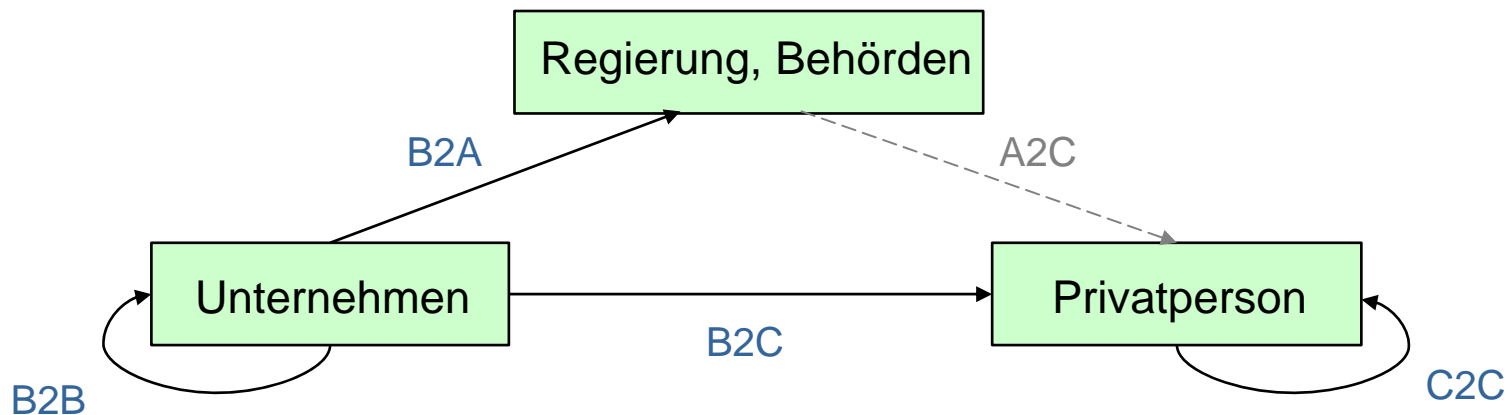 Regierung, Behörden
B2A
A2C
Unternehmen
Privatperson
B2C
B2B
C2C